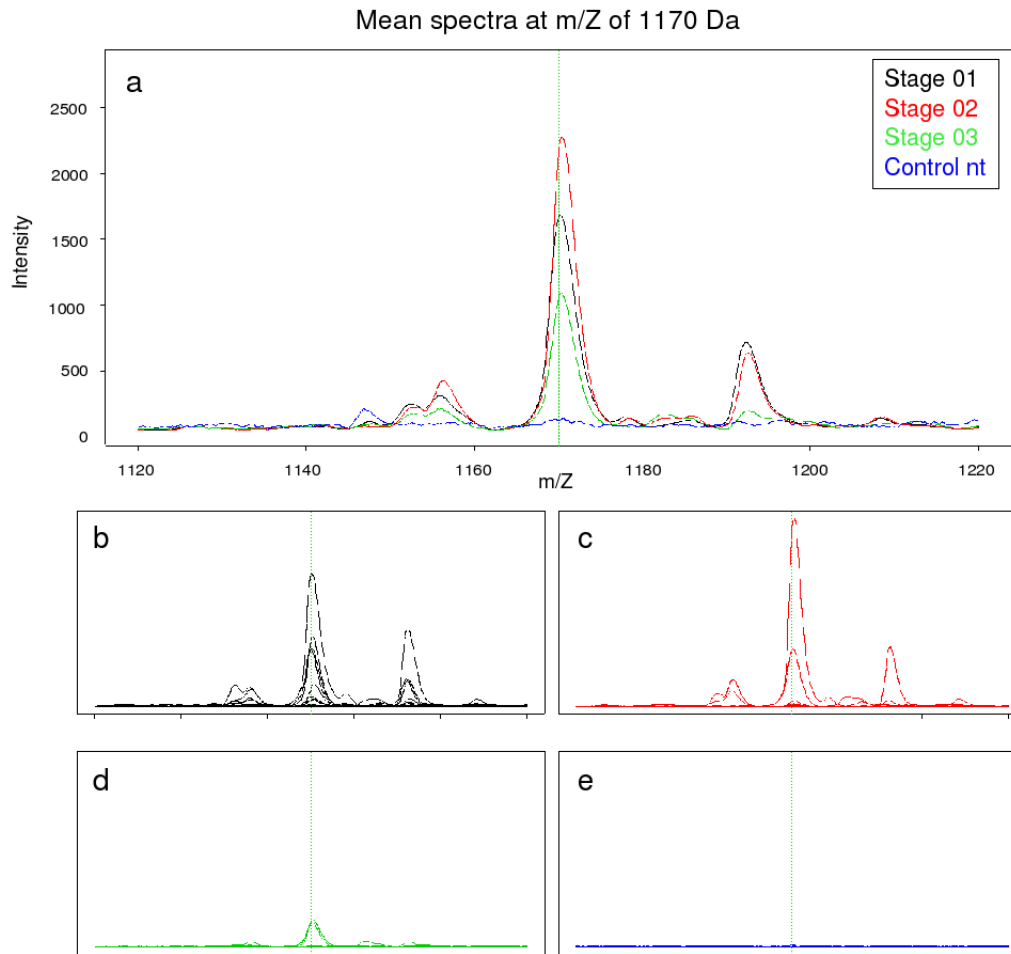 Mean spectra at m/Z of 1170 Da
a
Stage 01
Stage 02
Stage 03
Control nt
2500
2000
1500
1000
500
0
Intensity
1120
1140
1160
1180
1200
1220
m/Z
b
c
d
e